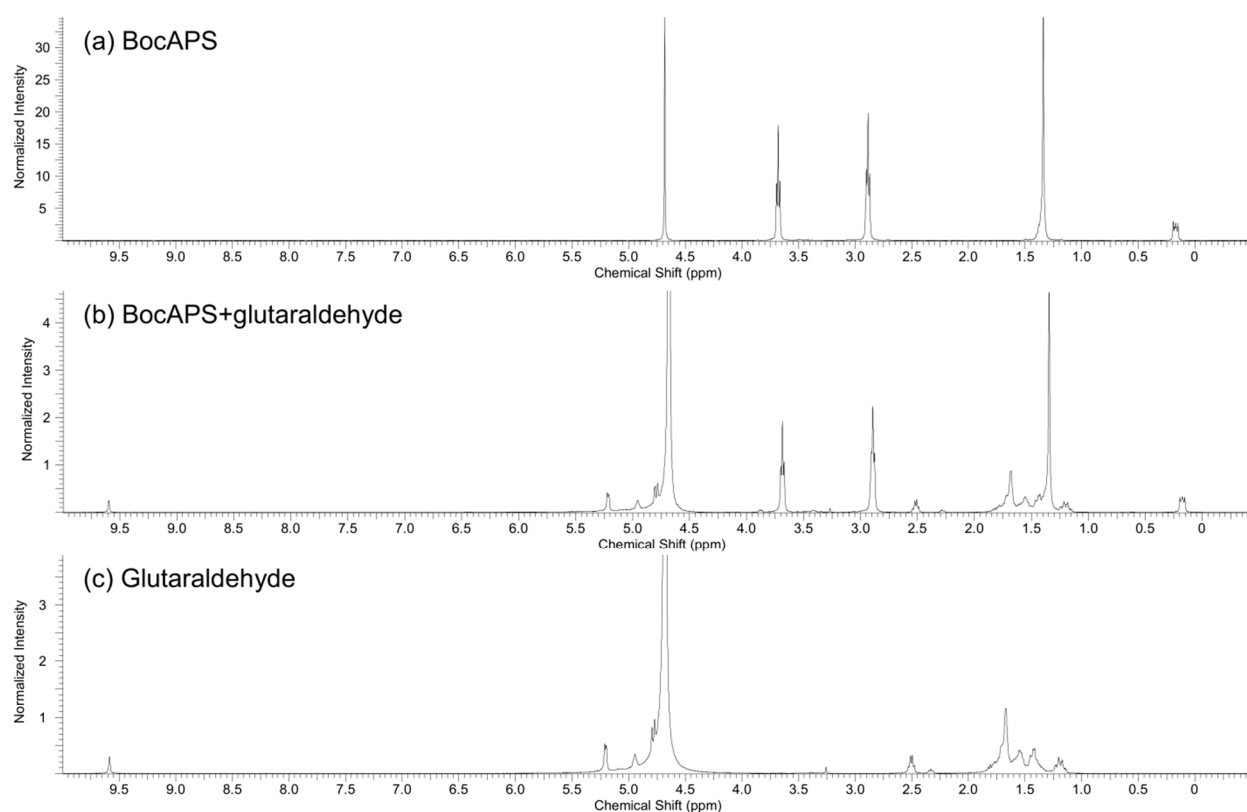 (a) BocAPS
Normalized Intensity
30
25
20
15
10
5
9.5 9.0 8.5 8.0 7.5 7.0 6.5 6.0 5.5 5.0 4.5 4.0 3.5 3.0 2.5 2.0 1.5 1.0 0.5 0
Chemical Shift (ppm)
(b) BocAPS+glutaraldehyde
Normalized Intensity
4
3
2
1
9.5 9.0 8.5 8.0 7.5 7.0 6.5 6.0 5.5 5.0 4.5 4.0 3.5 3.0 2.5 2.0 1.5 1.0 0.5 0
Chemical Shift (ppm)
(c) Glutaraldehyde
Normalized Intensity
3
2
1
9.5 9.0 8.5 8.0 7.5 7.0 6.5 6.0 5.5 5.0 4.5 4.0 3.5 3.0 2.5 2.0 1.5 1.0 0.5 0
Chemical Shift (ppm)